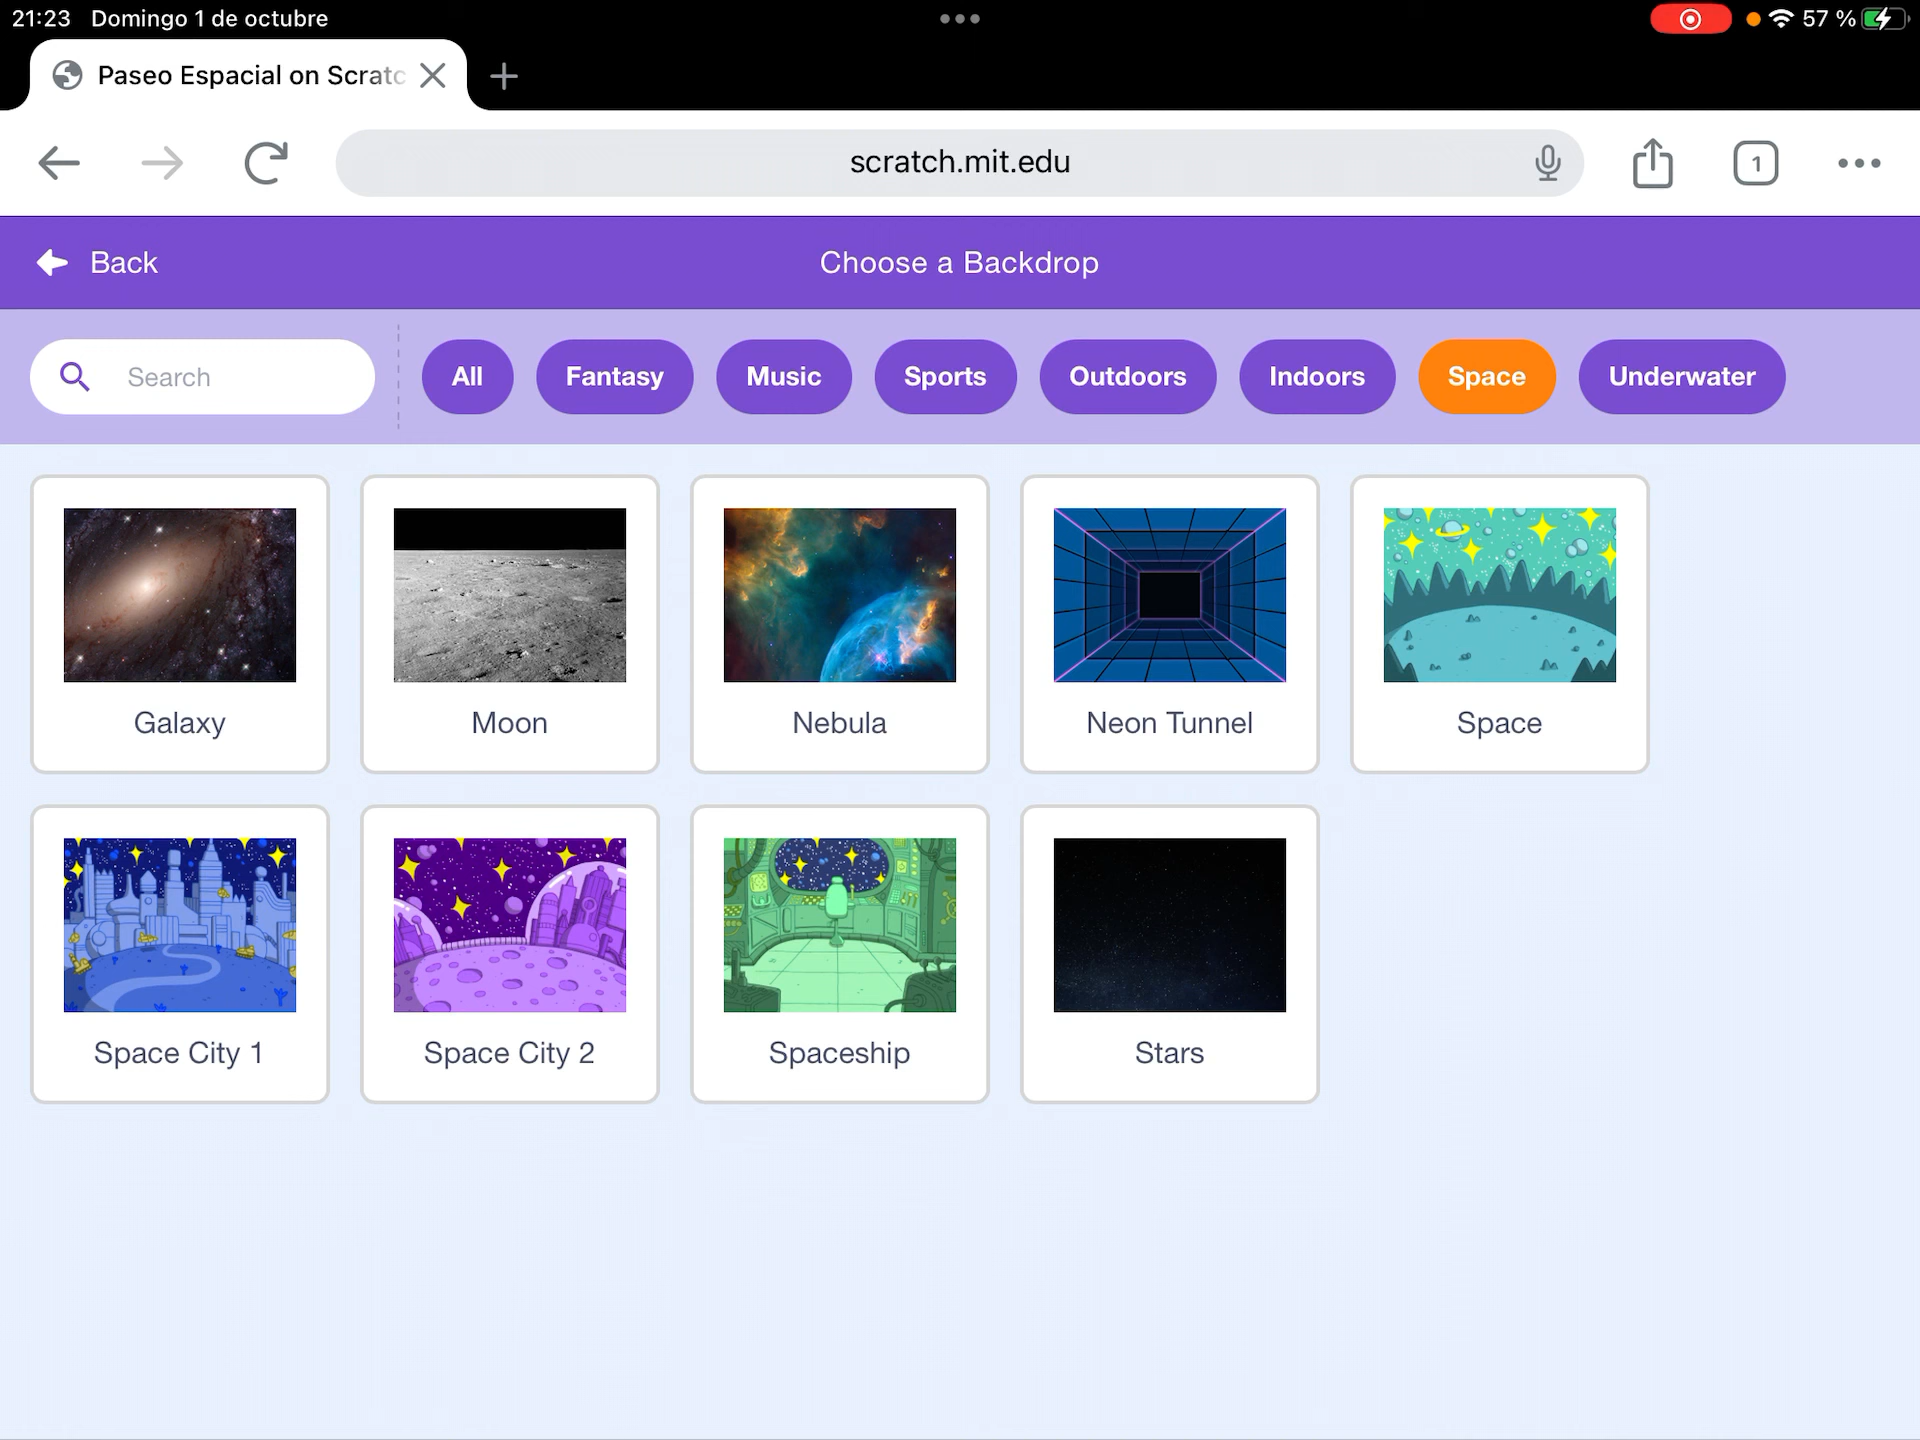 21:23 Domingo 1 de octubre
57 %
Paseo Espacial on Scratc
scratch.mit.edu
1
Back
Choose a Backdrop
Search
All
Fantasy
Music
Sports
Outdoors
Indoors
Space
Underwater
Galaxy
Moon
Nebula
Neon Tunnel
Space
Space City 1
Space City 2
Spaceship
Stars